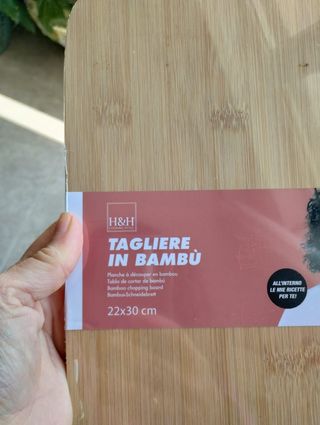 H&H
TAGLIERE
IN BAMBÙ
Planche à découper en bambou
Tabla de cortar de bambú
Bamboo chopping board
Bambus-Schneidebrett
22x30 cm
ALL'INTERNO
LE MIE RICETTE
PER TE!